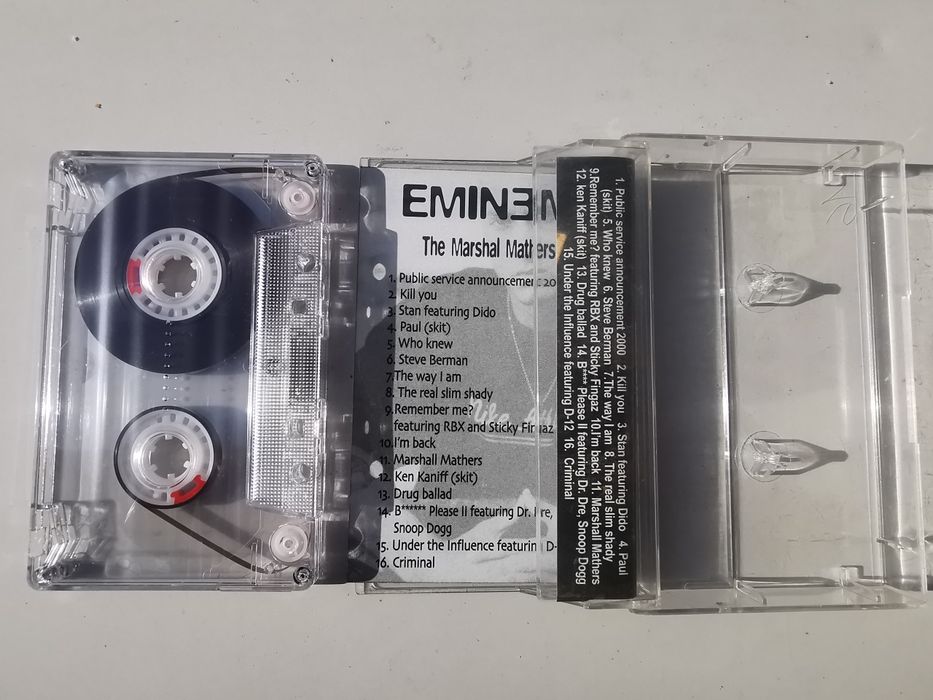 EMINƎM
The Marshal Mathers
1. Public service announcement 20
2. Kill you
3. Stan featuring Dido
4. Paul (skit)
5. Who knew
6. Steve Berman
7.The way I am
8. The real slim shady
9.Remember me?
featuring RBX and Sticky Fingaz
10.I'm back
11. Marshall Mathers
12. Ken Kaniff (skit)
13. Drug ballad
14. B****** Please II featuring Dr. Dre,
Snoop Dogg
15. Under the Influence featuring D-
16. Criminal
1. Public service announcement 2000 2. Kill you 3. Stan featuring Dido 4. Paul
(skit) 5. Who knew 6. Steve Berman 7.The way I am 8. The real slim shady
9.Remember me? featuring RBX and Sticky Fingaz 10.I'm back 11. Marshall Mathers
12. ken Kaniff (skit) 13. Drug ballad 14. B**** Please II featuring Dr. Dre, Snoop Dogg
15. Under the Influence featuring D-12 16. Criminal